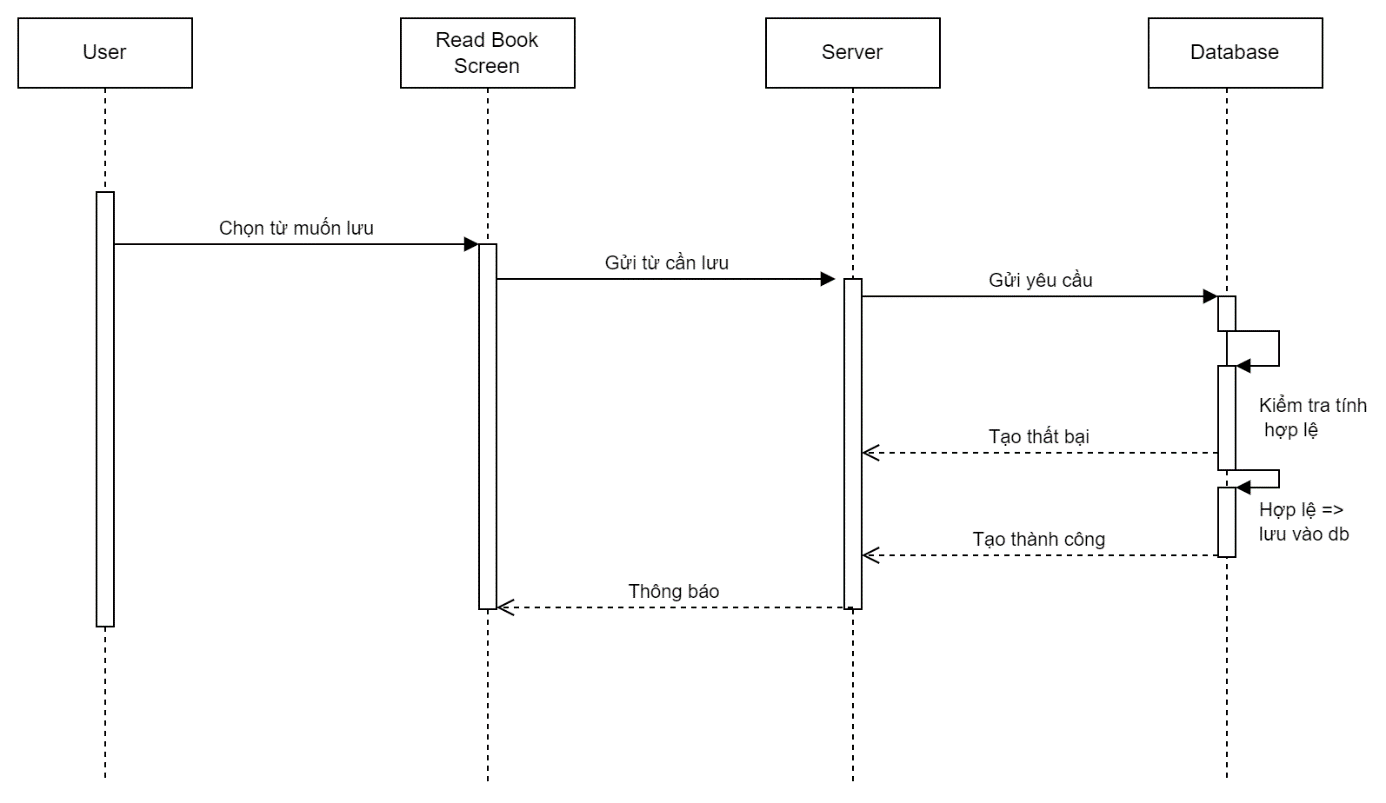 User
Read Book
Screen
Server
Database
Chọn từ muốn lưu
Gửi từ cần lưu
Gửi yêu cầu
Kiểm tra tính
hợp lệ
Tạo thất bại
Hợp lệ =>
lưu vào db
Tạo thành công
Thông báo